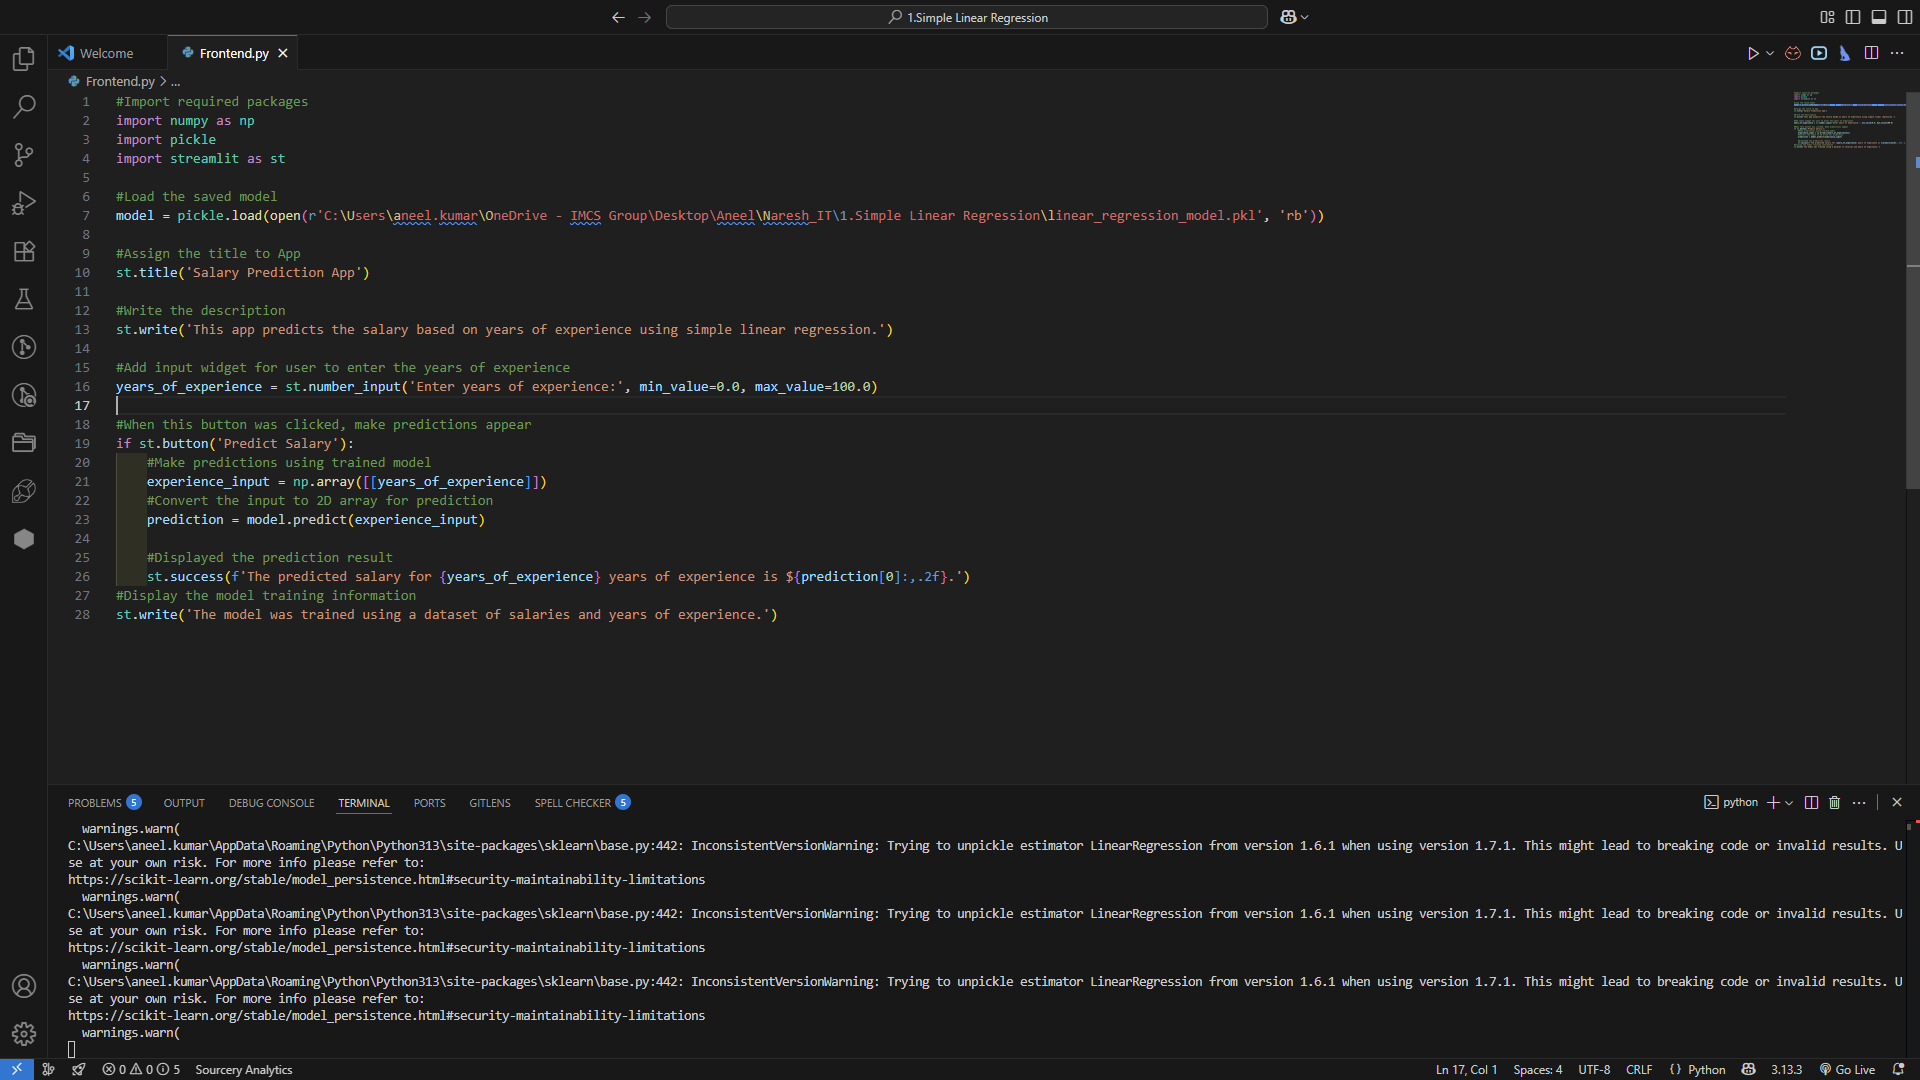 1.Simple Linear Regression
Welcome
Frontend.py
Frontend.py > ...
1 #Import required packages
2 import numpy as np
3 import pickle
4 import streamlit as st
5
6 #Load the saved model
7 model = pickle.load(open(r'C:\Users\aneel.kumar\OneDrive - IMCS Group\Desktop\Aneel\Naresh_IT\1.Simple Linear Regression\linear_regression_model.pkl', 'rb'))
8
9 #Assign the title to App
10 st.title('Salary Prediction App')
11
12 #Write the description
13 st.write('This app predicts the salary based on years of experience using simple linear regression.')
14
15 #Add input widget for user to enter the years of experience
16 years_of_experience = st.number_input('Enter years of experience:', min_value=0.0, max_value=100.0)
17
18 #When this button was clicked, make predictions appear
19 if st.button('Predict Salary'):
20     #Make predictions using trained model
21     experience_input = np.array([[years_of_experience]])
22     #Convert the input to 2D array for prediction
23     prediction = model.predict(experience_input)
24
25     #Displayed the prediction result
26     st.success(f'The predicted salary for {years_of_experience} years of experience is ${prediction[0]:,.2f}.')
27 #Display the model training information
28 st.write('The model was trained using a dataset of salaries and years of experience.')
PROBLEMS 5 OUTPUT DEBUG CONSOLE TERMINAL PORTS GITLENS SPELL CHECKER 5
python
  warnings.warn(
C:\Users\aneel.kumar\AppData\Roaming\Python\Python313\site-packages\sklearn\base.py:442: InconsistentVersionWarning: Trying to unpickle estimator LinearRegression from version 1.6.1 when using version 1.7.1. This might lead to breaking code or invalid results. U
se at your own risk. For more info please refer to:
https://scikit-learn.org/stable/model_persistence.html#security-maintainability-limitations
  warnings.warn(
C:\Users\aneel.kumar\AppData\Roaming\Python\Python313\site-packages\sklearn\base.py:442: InconsistentVersionWarning: Trying to unpickle estimator LinearRegression from version 1.6.1 when using version 1.7.1. This might lead to breaking code or invalid results. U
se at your own risk. For more info please refer to:
https://scikit-learn.org/stable/model_persistence.html#security-maintainability-limitations
  warnings.warn(
C:\Users\aneel.kumar\AppData\Roaming\Python\Python313\site-packages\sklearn\base.py:442: InconsistentVersionWarning: Trying to unpickle estimator LinearRegression from version 1.6.1 when using version 1.7.1. This might lead to breaking code or invalid results. U
se at your own risk. For more info please refer to:
https://scikit-learn.org/stable/model_persistence.html#security-maintainability-limitations
  warnings.warn(
0 0 5 Sourcery Analytics
Ln 17, Col 1 Spaces: 4 UTF-8 CRLF {} Python 3.13.3 Go Live